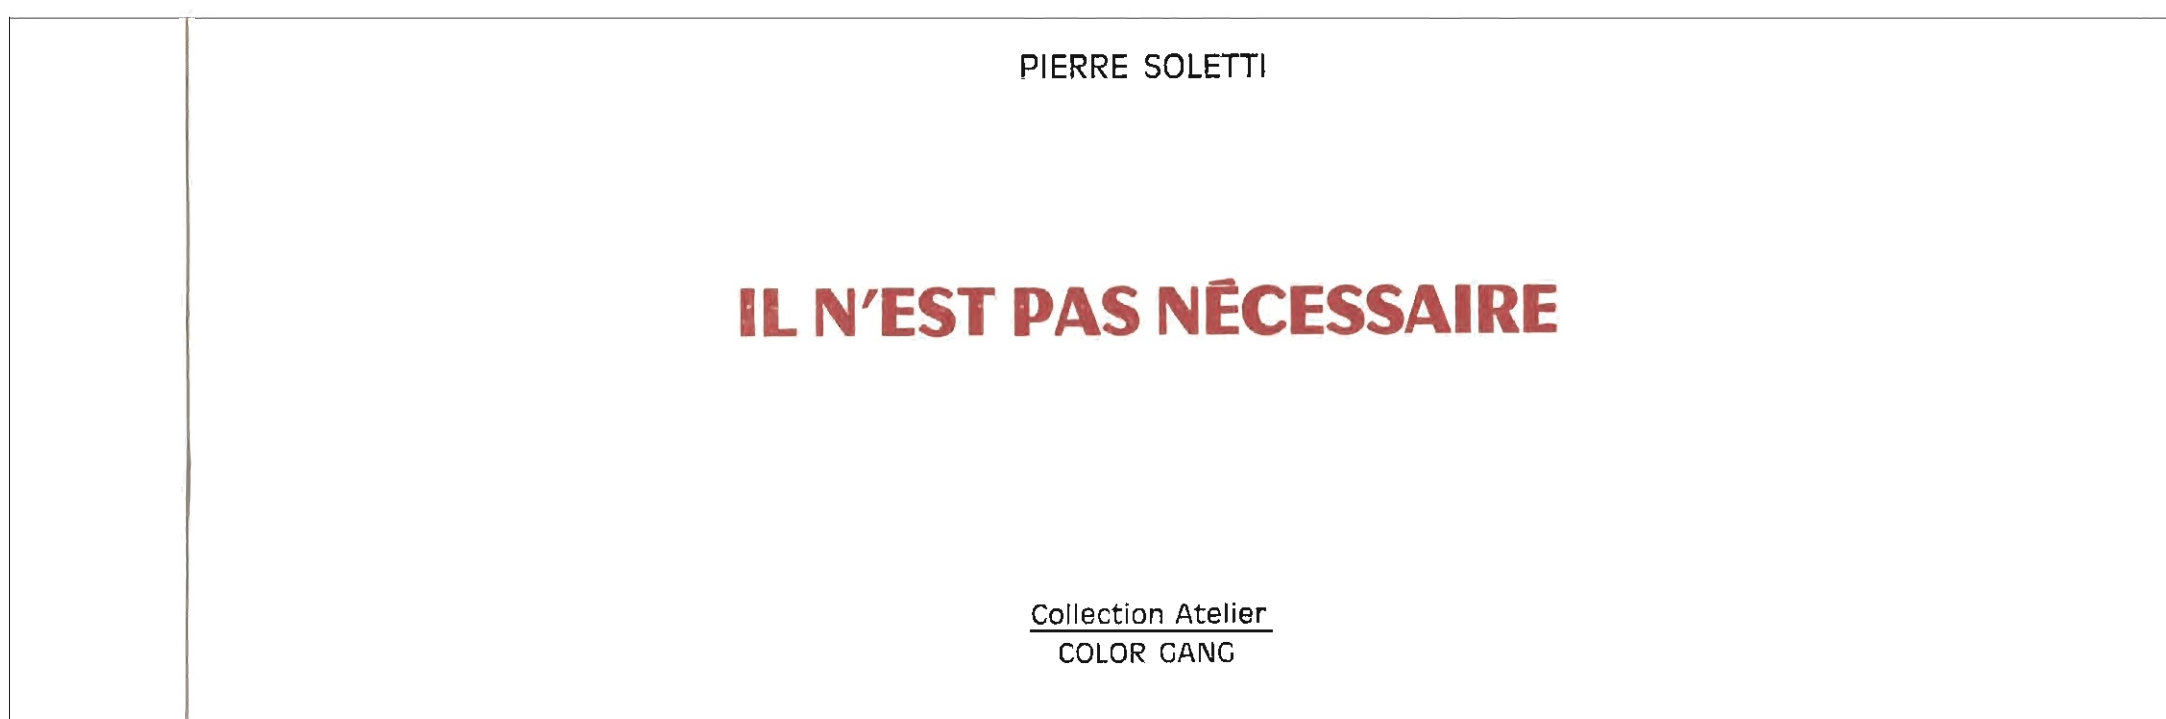 PIERRE SOLETTI
IL N'EST PAS NÉCESSAIRE
Collection Atelier
COLOR GANG